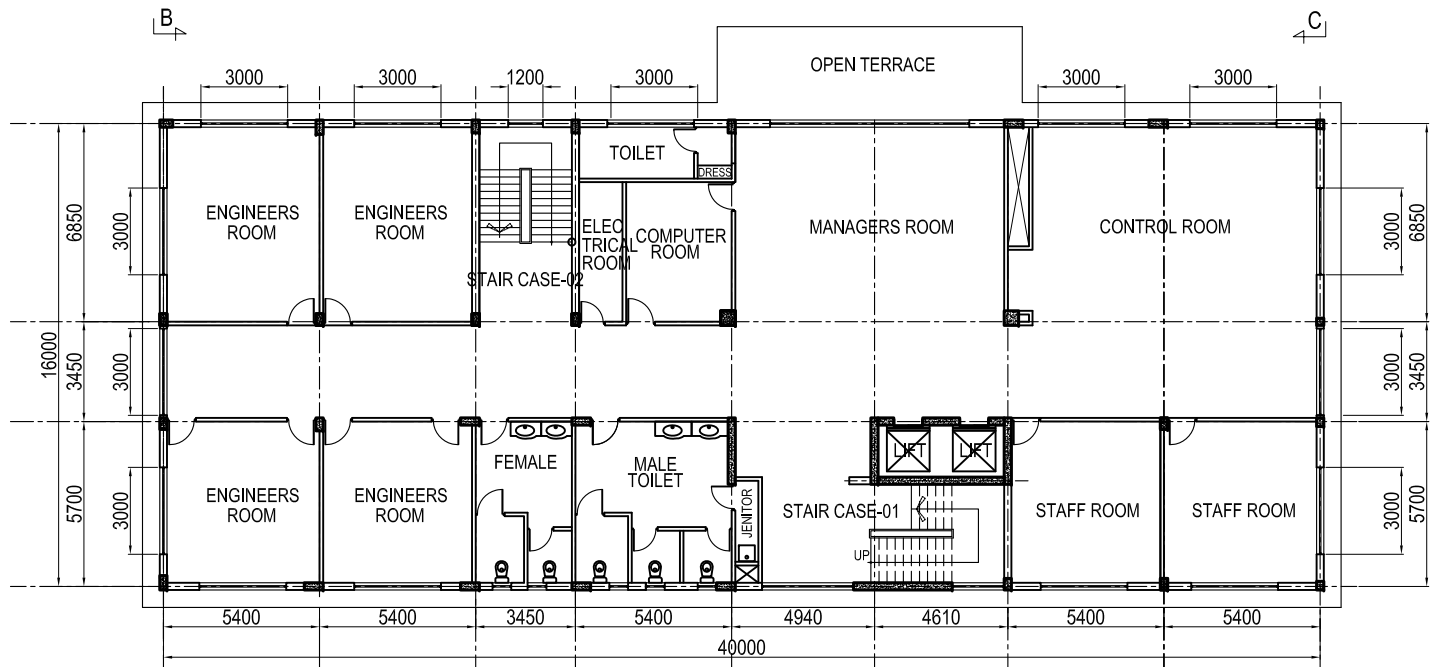 B
C
OPEN TERRACE
3000
3000
1200
3000
3000
3000
TOILET
DRESS
ENGINEERS
ROOM
ENGINEERS
ROOM
STAIR CASE-02
ELEC
TRICAL
ROOM
COMPUTER
ROOM
MANAGERS ROOM
CONTROL ROOM
16000
6850
3450
5700
3000
3000
3000
3000
3000
3000
6850
3450
5700
ENGINEERS
ROOM
ENGINEERS
ROOM
FEMALE
MALE
TOILET
JENITOR
STAIR CASE-01
UP
LIFT
LIFT
STAFF ROOM
STAFF ROOM
5400
5400
3450
5400
4940
4610
5400
5400
40000